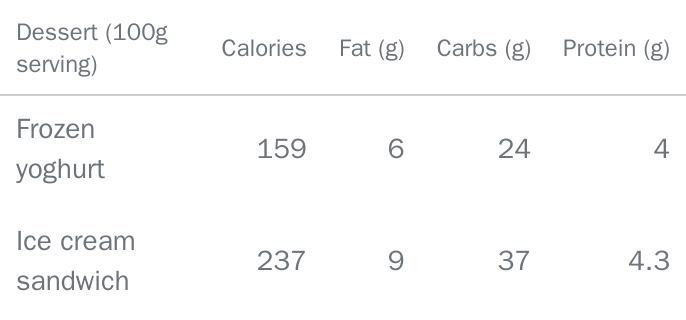 Dessert (100g
serving) Calories Fat (g) Carbs (g) Protein (g)
Frozen
yoghurt 159 6 24 4
Ice cream
sandwich 237 9 37 4.3